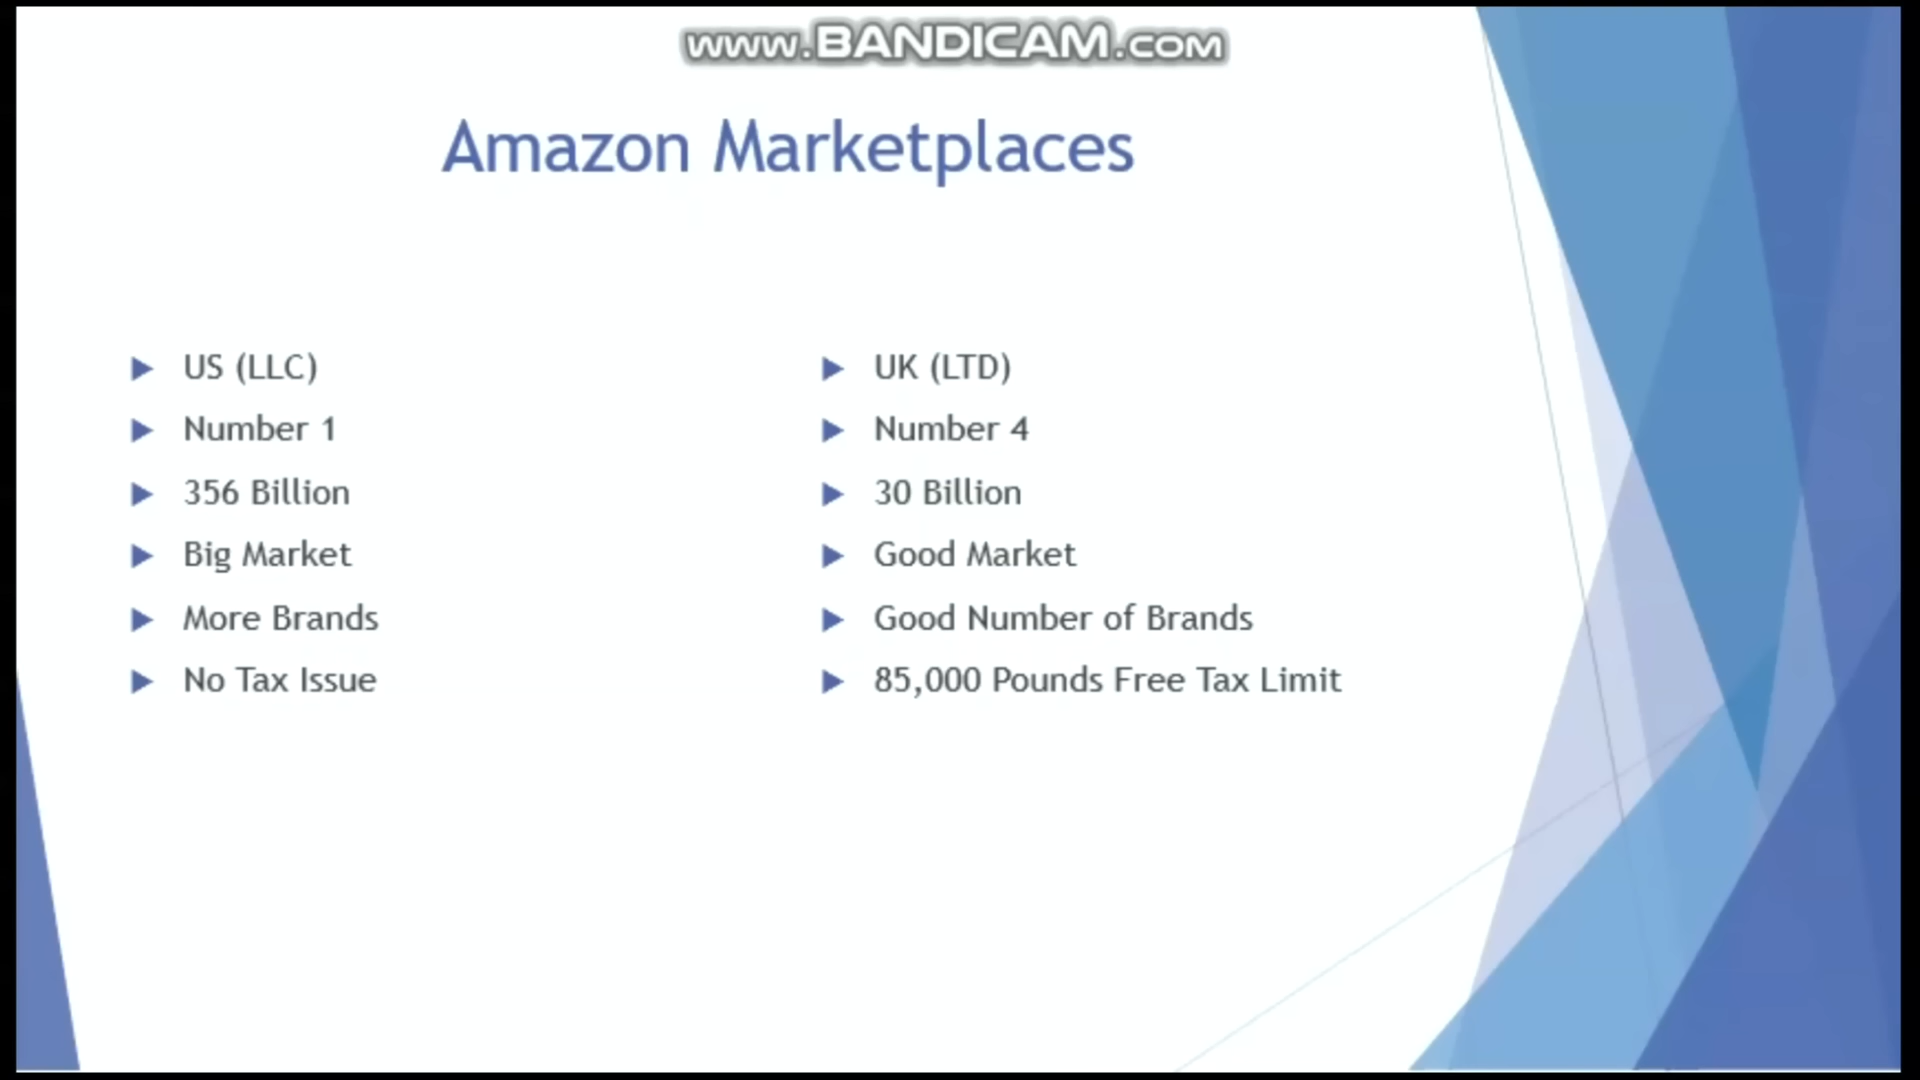 www.BANDICAM.com
Amazon Marketplaces
US (LLC)
Number 1
356 Billion
Big Market
More Brands
No Tax Issue
UK (LTD)
Number 4
30 Billion
Good Market
Good Number of Brands
85,000 Pounds Free Tax Limit